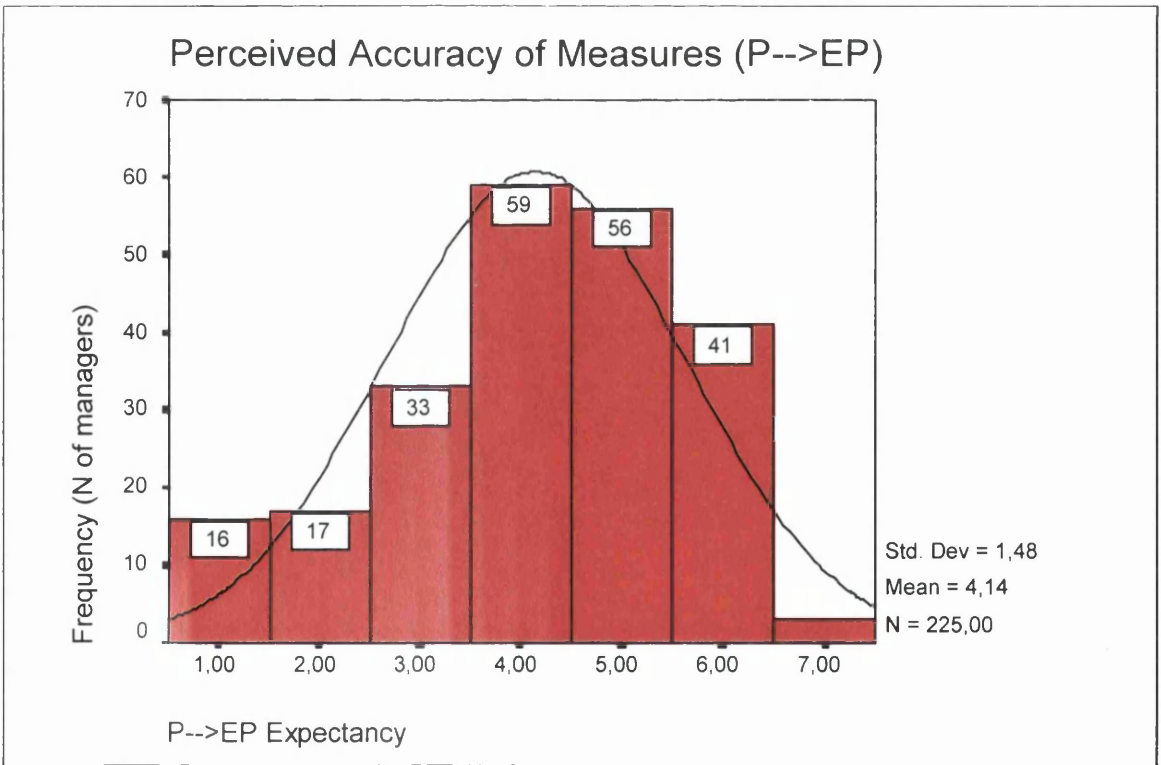 Perceived Accuracy of Measures (P-->EP)
70
60
50
40
30
20
10
0
Frequency (N of managers)
16
17
33
59
56
41
Std. Dev = 1,48
Mean = 4,14
N = 225,00
1,00 2,00 3,00 4,00 5,00 6,00 7,00
P-->EP Expectancy